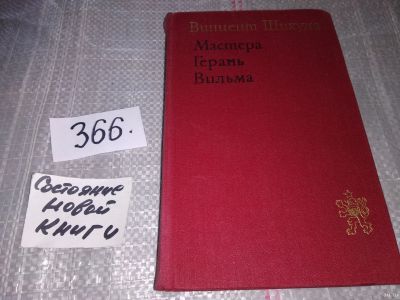 Винцент Шикула
Мастера
Герань
Вильма
366.
Состояние
новой
книги